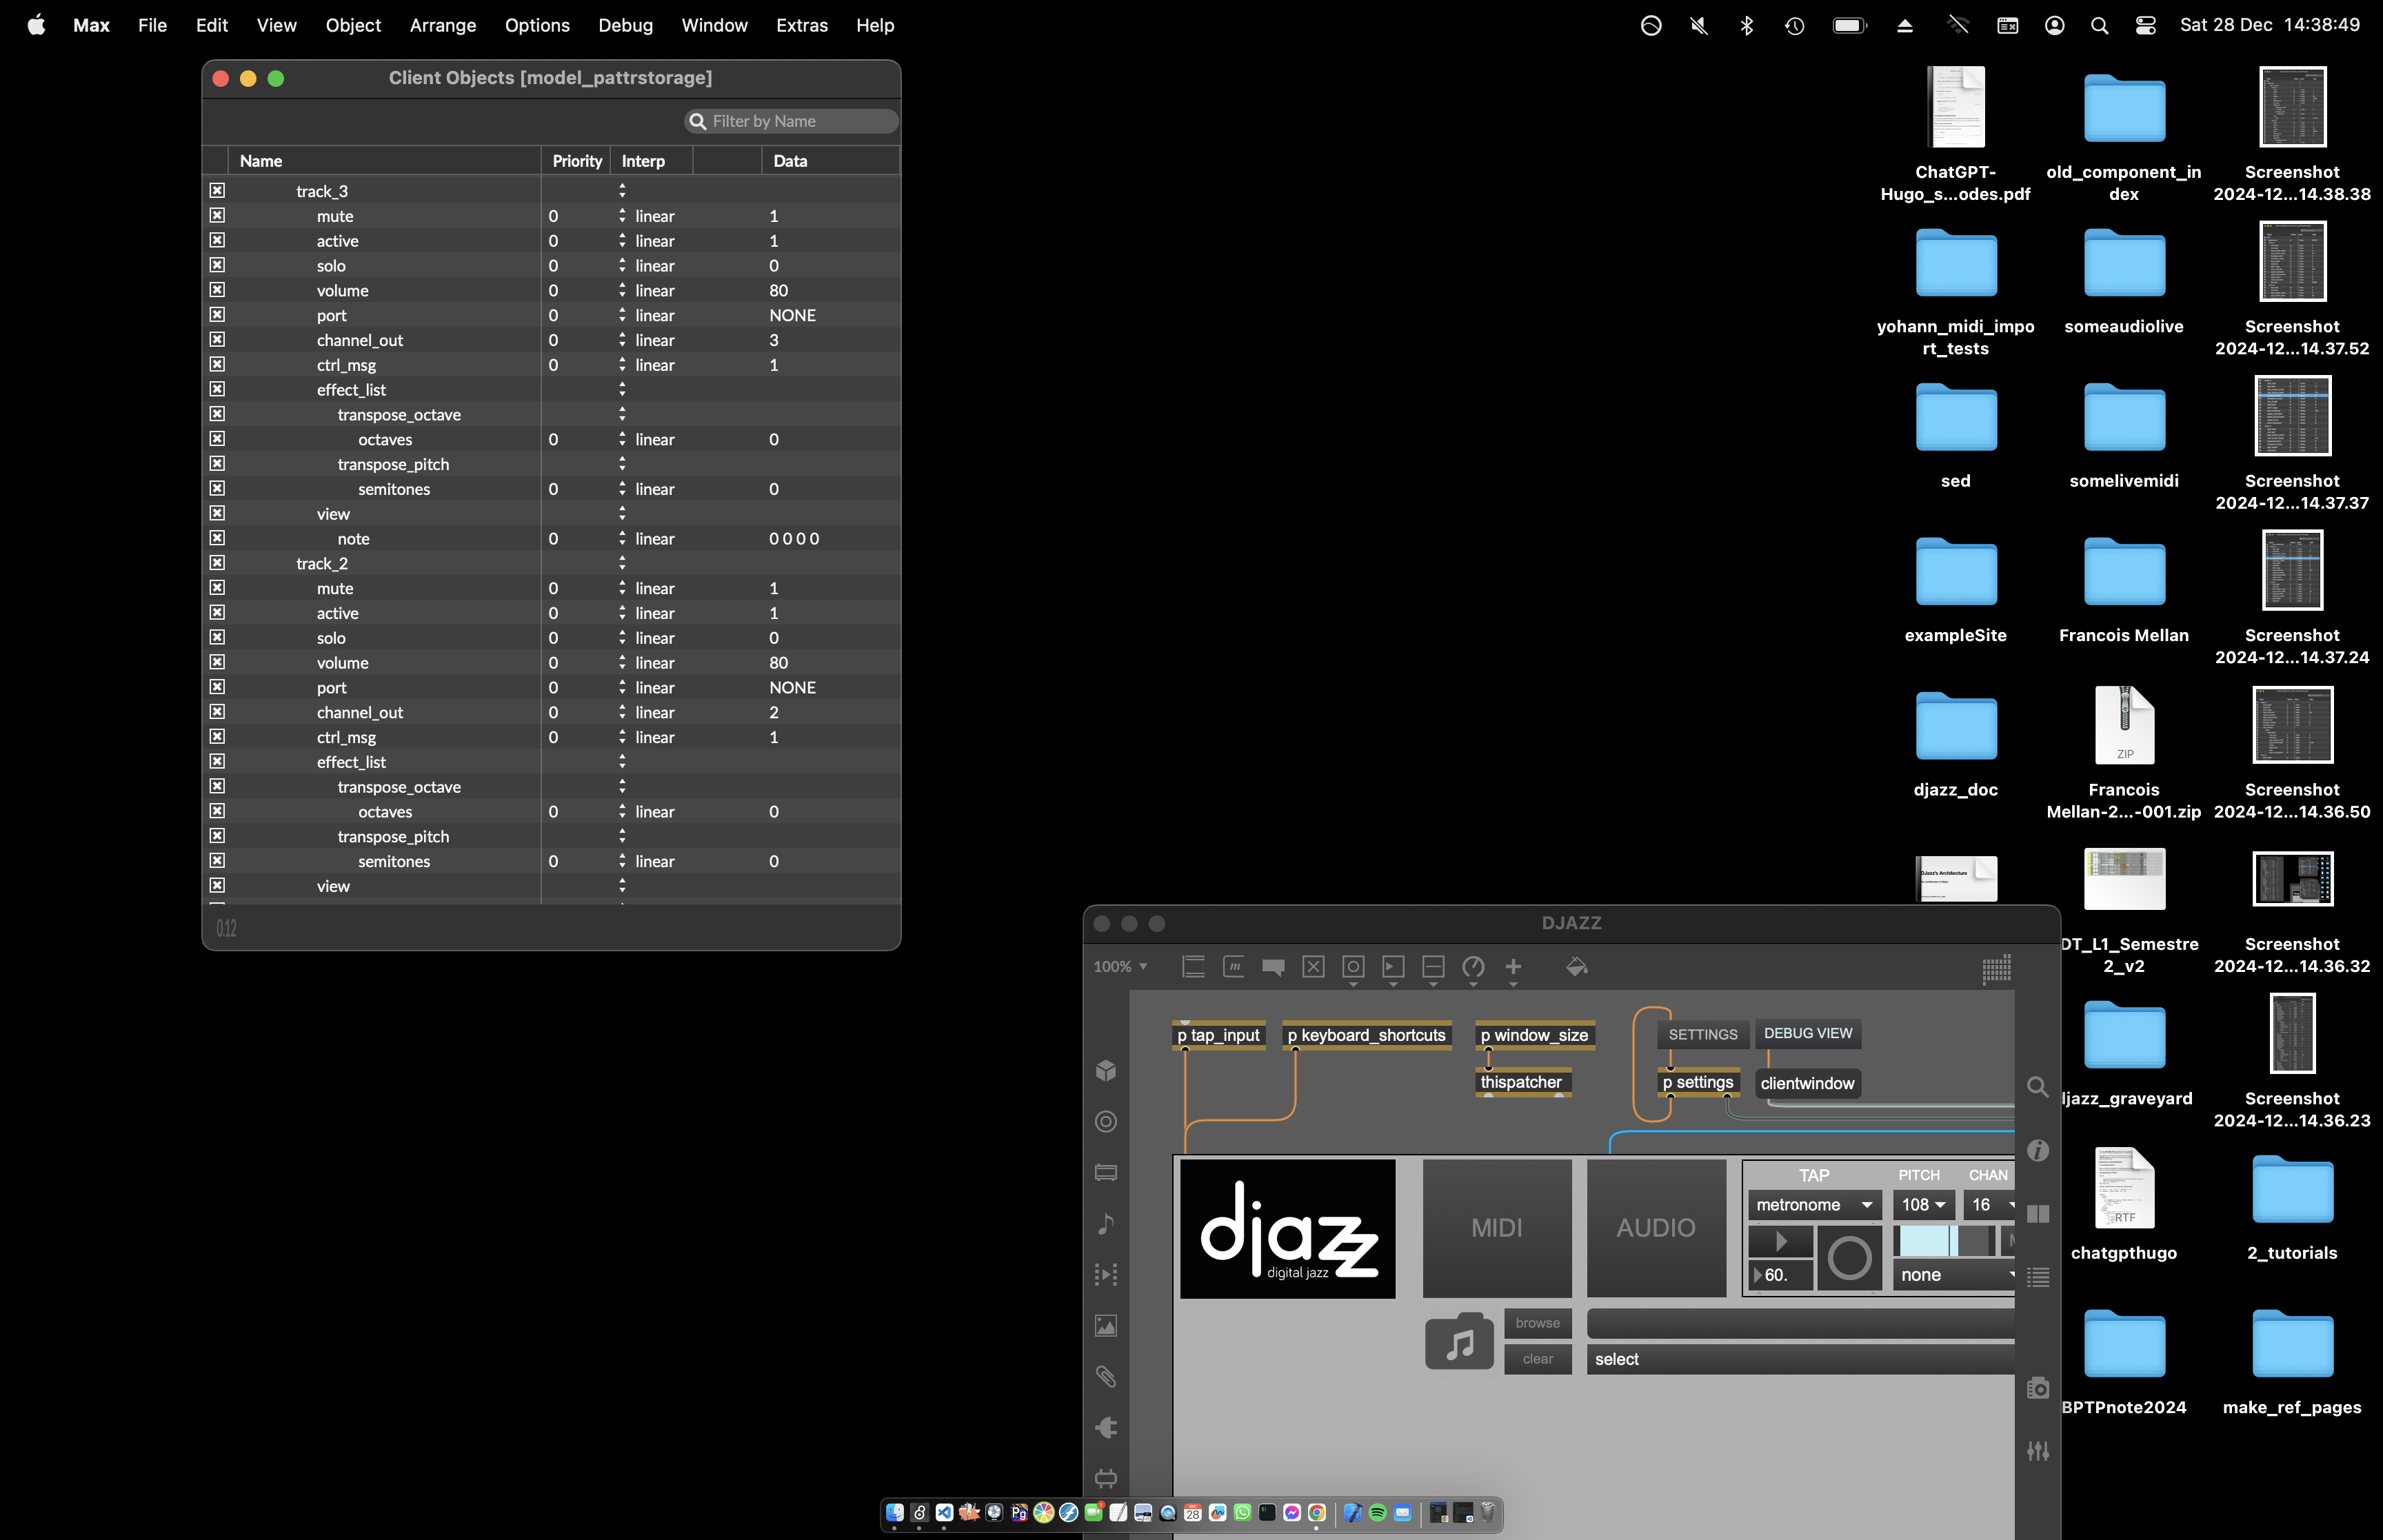 Max File Edit View Object Arrange Options Debug Window Extras Help
Sat 28 Dec 14:38:49
Client Objects [model_pattrstorage]
Filter by Name
Name Priority Interp Data
track_3
mute 0 linear 1
active 0 linear 1
solo 0 linear 0
volume 0 linear 80
port 0 linear NONE
channel_out 0 linear 3
ctrl_msg 0 linear 1
effect_list
transpose_octave
octaves 0 linear 0
transpose_pitch
semitones 0 linear 0
view
note 0 linear 0 0 0 0
track_2
mute 0 linear 1
active 0 linear 1
solo 0 linear 0
volume 0 linear 80
port 0 linear NONE
channel_out 0 linear 2
ctrl_msg 0 linear 1
effect_list
transpose_octave
octaves 0 linear 0
transpose_pitch
semitones 0 linear 0
view
0.12
ChatGPT-
Hugo_s...odes.pdf
old_component_in
dex
Screenshot
2024-12...14.38.38
yohann_midi_impo
rt_tests
someaudiolive
Screenshot
2024-12...14.37.52
sed
somelivemidi
Screenshot
2024-12...14.37.37
exampleSite
Francois Mellan
Screenshot
2024-12...14.37.24
djazz_doc
ZIP
Francois
Mellan-2...-001.zip
Screenshot
2024-12...14.36.50
DJazz's Architecture
DT_L1_Semestre
2_v2
Screenshot
2024-12...14.36.32
ljazz_graveyard
Screenshot
2024-12...14.36.23
RTF
chatgpthugo
2_tutorials
BPTPnote2024
make_ref_pages
DJAZZ
100%
m
p tap_input
p keyboard_shortcuts
p window_size
SETTINGS
DEBUG VIEW
thispatcher
p settings
clientwindow
djazz
digital jazz
MIDI
AUDIO
TAP PITCH CHAN
metronome 108 16
60.
none
browse
clear
select
28